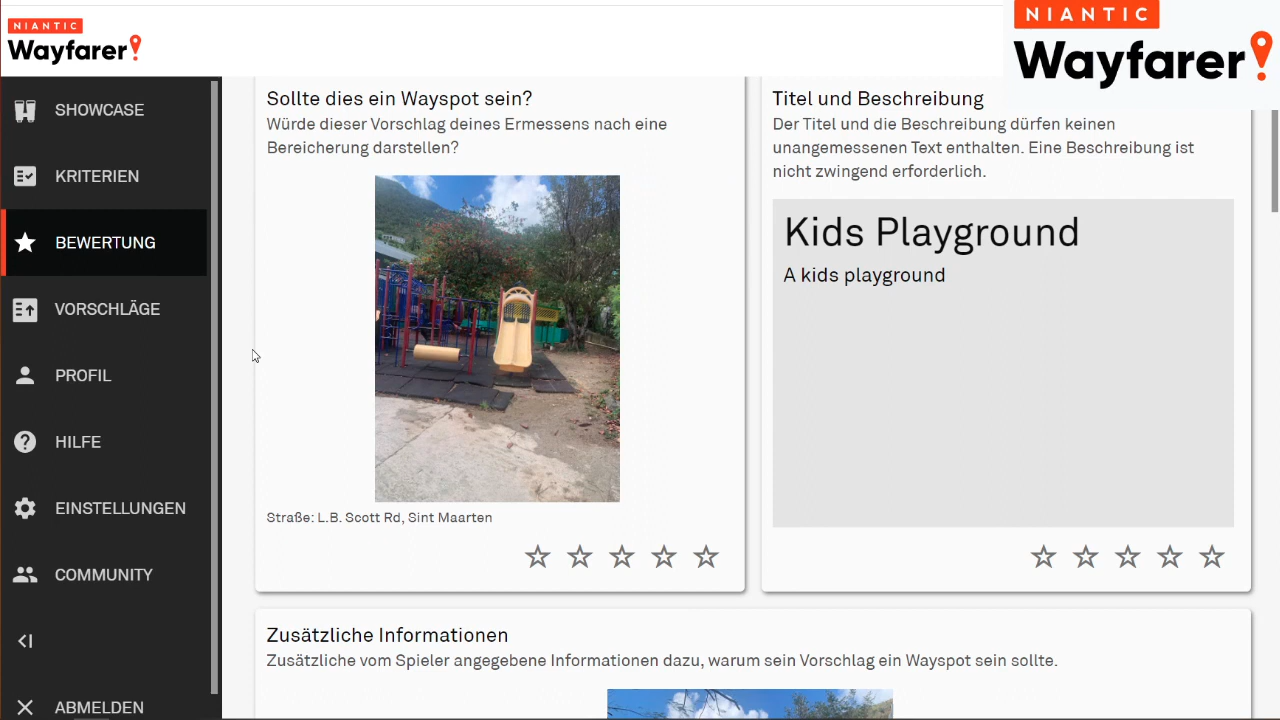 NIANTIC
Wayfarer!
NIANTIC
Wayfarer!
SHOWCASE
KRITERIEN
BEWERTUNG
VORSCHLÄGE
PROFIL
HILFE
EINSTELLUNGEN
COMMUNITY
ABMELDEN
Sollte dies ein Wayspot sein?
Würde dieser Vorschlag deines Ermessens nach eine
Bereicherung darstellen?
Straße: L.B. Scott Rd, Sint Maarten
Titel und Beschreibung
Der Titel und die Beschreibung dürfen keinen
unangemessenen Text enthalten. Eine Beschreibung ist
nicht zwingend erforderlich.
Kids Playground
A kids playground
Zusätzliche Informationen
Zusätzliche vom Spieler angegebene Informationen dazu, warum sein Vorschlag ein Wayspot sein sollte.